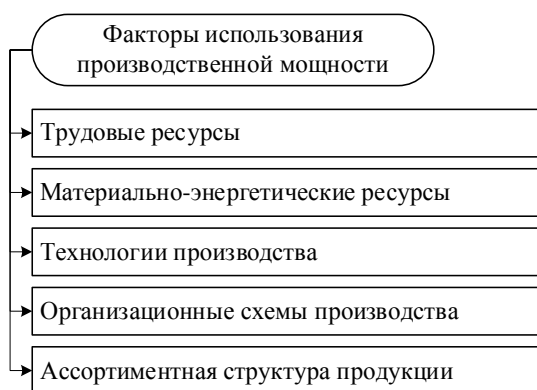 Факторы использования
производственной мощности
Трудовые ресурсы
Материально-энергетические ресурсы
Технологии производства
Организационные схемы производства
Ассортиментная структура продукции